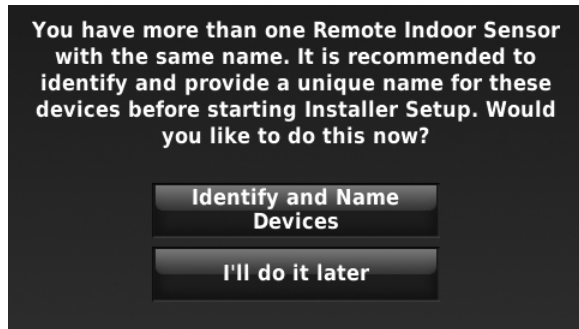 You have more than one Remote Indoor Sensor
with the same name. It is recommended to
identify and provide a unique name for these
devices before starting Installer Setup. Would
you like to do this now?
Identify and Name
Devices
I'll do it later